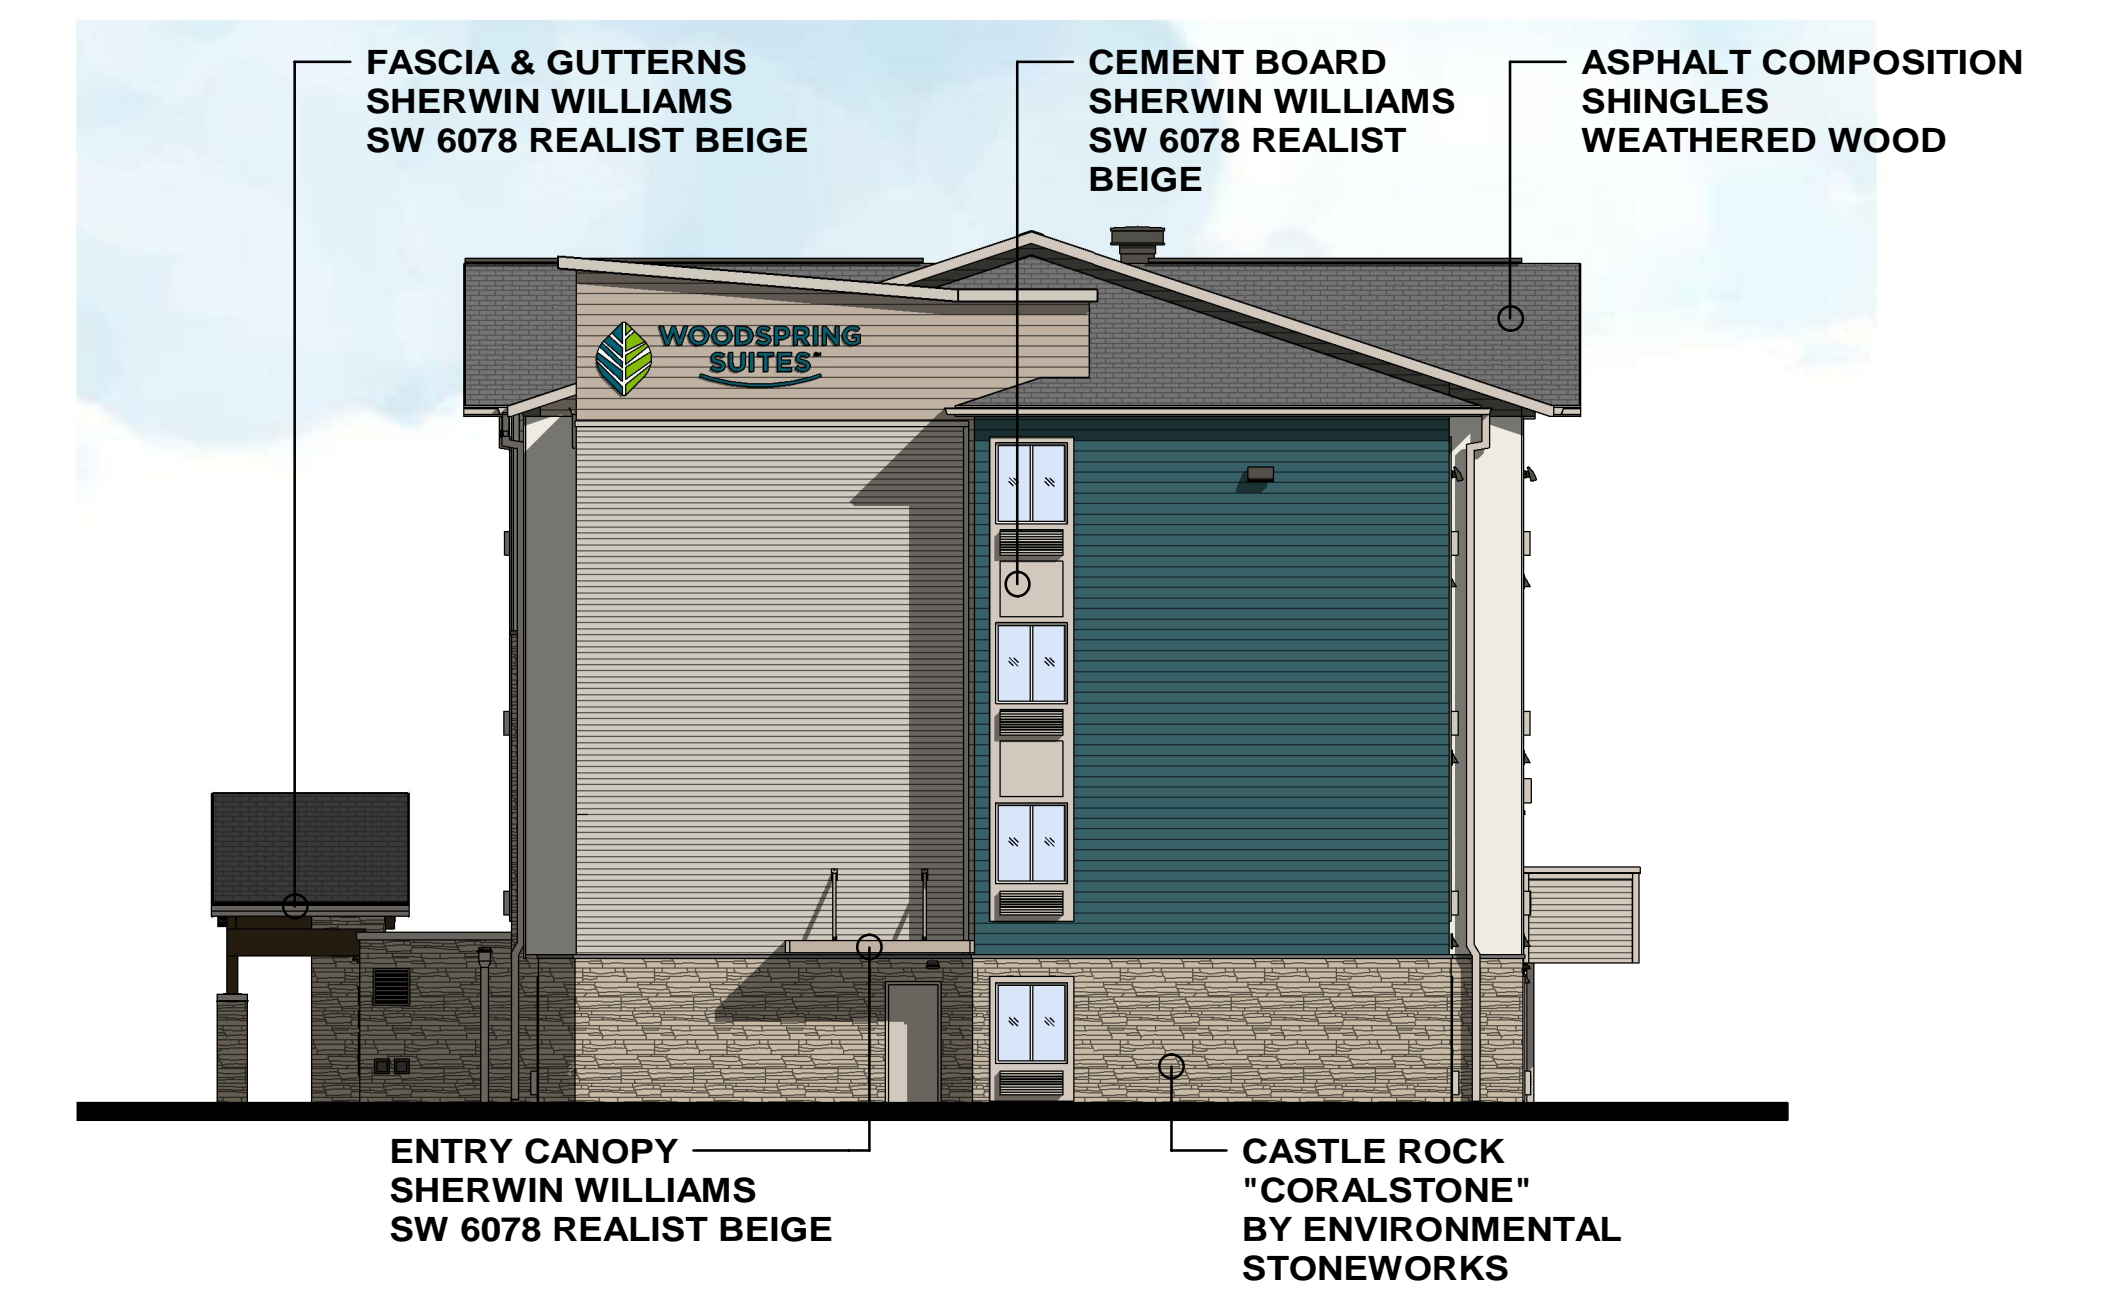 FASCIA & GUTTERNS
SHERWIN WILLIAMS
SW 6078 REALIST BEIGE
CEMENT BOARD
SHERWIN WILLIAMS
SW 6078 REALIST
BEIGE
ASPHALT COMPOSITION
SHINGLES
WEATHERED WOOD
WOODSPRING
SUITES
ENTRY CANOPY
SHERWIN WILLIAMS
SW 6078 REALIST BEIGE
CASTLE ROCK
"CORALSTONE"
BY ENVIRONMENTAL
STONEWORKS